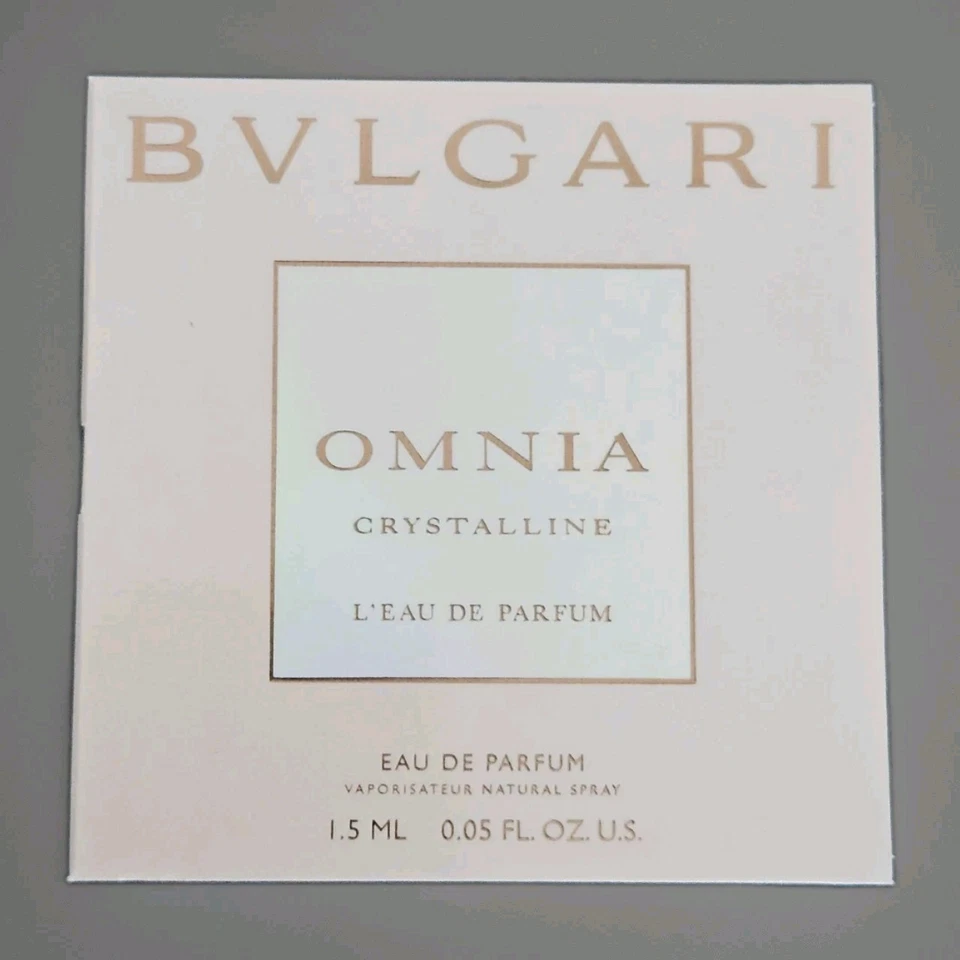 BVLGARI
OMNIA
CRYSTALLINE
L'EAU DE PARFUM
EAU DE PARFUM
VAPORISATEUR NATURAL SPRAY
1.5 ML 0.05 FL. OZ. U.S.